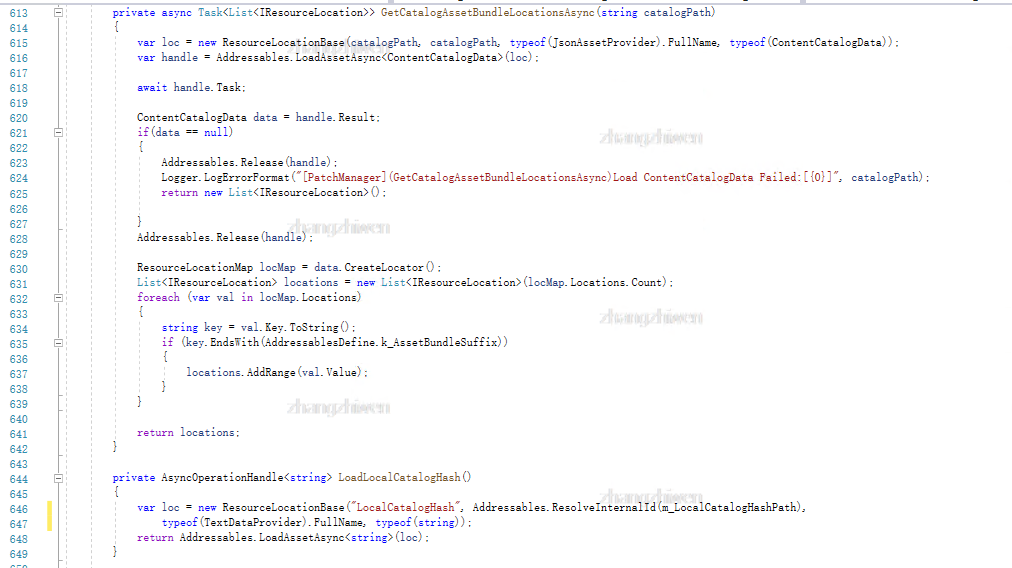 613 private async Task<List<IResourceLocation>> GetCatalogAssetBundleLocationsAsync(string catalogPath)
614 {
615 var loc = new ResourceLocationBase(catalogPath, catalogPath, typeof(JsonAssetProvider).FullName, typeof(ContentCatalogData));
616 var handle = Addressables.LoadAssetAsync<ContentCatalogData>(loc);
617
618 await handle.Task;
619
620 ContentCatalogData data = handle.Result;
621 if(data == null)
622 {
623 Addressables.Release(handle);
624 Logger.LogErrorFormat("[PatchManager](GetCatalogAssetBundleLocationsAsync)Load ContentCatalogData Failed:[{0}]", catalogPath);
625 return new List<IResourceLocation>();
626
627 }
628 Addressables.Release(handle);
629
630 ResourceLocationMap locMap = data.CreateLocator();
631 List<IResourceLocation> locations = new List<IResourceLocation>(locMap.Locations.Count);
632 foreach (var val in locMap.Locations)
633 {
634 string key = val.Key.ToString();
635 if (key.EndsWith(AddressablesDefine.k_AssetBundleSuffix))
636 {
637 locations.AddRange(val.Value);
638 }
639 }
640
641 return locations;
642 }
643
644 private AsyncOperationHandle<string> LoadLocalCatalogHash()
645 {
646 var loc = new ResourceLocationBase("LocalCatalogHash", Addressables.ResolveInternalId(m_LocalCatalogHashPath),
647 typeof(TextDataProvider).FullName, typeof(string));
648 return Addressables.LoadAssetAsync<string>(loc);
649 }
zhangzhiwen
zhangzhiwen
zhangzhiwen
zhangzhiwen
zhangzhiwen
zhangzhiwen